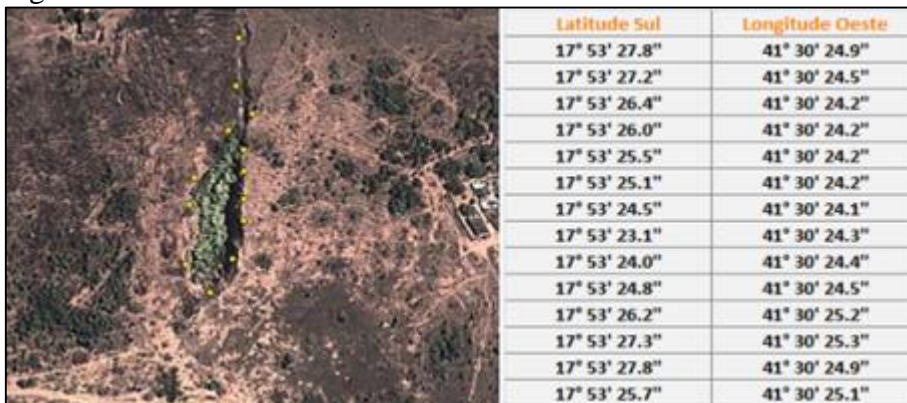 Latitude Sul Longitude Oeste
17° 53' 27.8" 41° 30' 24.9"
17° 53' 27.2" 41° 30' 24.5"
17° 53' 26.4" 41° 30' 24.2"
17° 53' 26.0" 41° 30' 24.2"
17° 53' 25.5" 41° 30' 24.2"
17° 53' 25.1" 41° 30' 24.2"
17° 53' 24.5" 41° 30' 24.1"
17° 53' 23.1" 41° 30' 24.3"
17° 53' 24.0" 41° 30' 24.4"
17° 53' 24.8" 41° 30' 24.5"
17° 53' 26.2" 41° 30' 25.2"
17° 53' 27.3" 41° 30' 25.3"
17° 53' 27.8" 41° 30' 24.9"
17° 53' 25.7" 41° 30' 25.1"